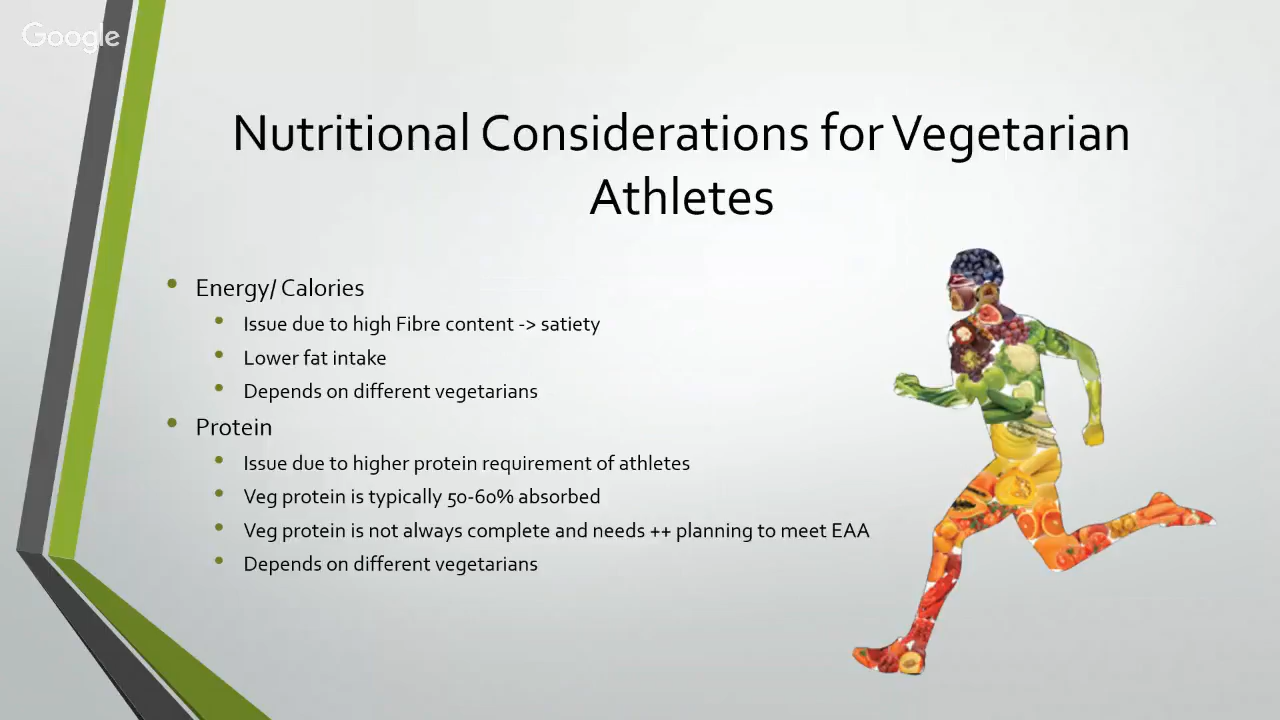 Google
Nutritional Considerations for Vegetarian
Athletes
• Energy/ Calories
• Issue due to high Fibre content -> satiety
• Lower fat intake
• Depends on different vegetarians
• Protein
• Issue due to higher protein requirement of athletes
• Veg protein is typically 50-60% absorbed
• Veg protein is not always complete and needs ++ planning to meet EAA
• Depends on different vegetarians